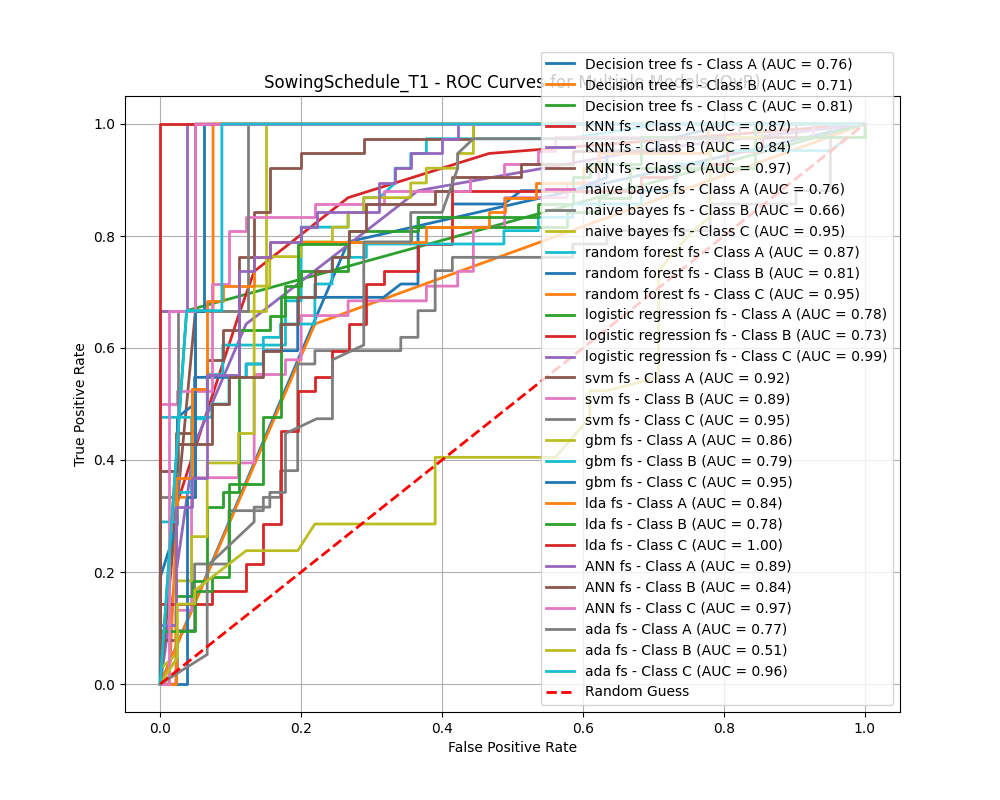 SowingSchedule_T1 - ROC Curves for Multiple Models (OvR)
Decision tree fs - Class A (AUC = 0.76)
Decision tree fs - Class B (AUC = 0.71)
Decision tree fs - Class C (AUC = 0.81)
KNN fs - Class A (AUC = 0.87)
KNN fs - Class B (AUC = 0.84)
KNN fs - Class C (AUC = 0.97)
naive bayes fs - Class A (AUC = 0.76)
naive bayes fs - Class B (AUC = 0.66)
naive bayes fs - Class C (AUC = 0.95)
random forest fs - Class A (AUC = 0.87)
random forest fs - Class B (AUC = 0.81)
random forest fs - Class C (AUC = 0.95)
logistic regression fs - Class A (AUC = 0.78)
logistic regression fs - Class B (AUC = 0.73)
logistic regression fs - Class C (AUC = 0.99)
svm fs - Class A (AUC = 0.92)
svm fs - Class B (AUC = 0.89)
svm fs - Class C (AUC = 0.95)
gbm fs - Class A (AUC = 0.86)
gbm fs - Class B (AUC = 0.79)
gbm fs - Class C (AUC = 0.95)
lda fs - Class A (AUC = 0.84)
lda fs - Class B (AUC = 0.78)
lda fs - Class C (AUC = 1.00)
ANN fs - Class A (AUC = 0.89)
ANN fs - Class B (AUC = 0.84)
ANN fs - Class C (AUC = 0.97)
ada fs - Class A (AUC = 0.77)
ada fs - Class B (AUC = 0.51)
ada fs - Class C (AUC = 0.96)
Random Guess
True Positive Rate
1.0
0.8
0.6
0.4
0.2
0.0
0.0 0.2 0.4 0.6 0.8 1.0
False Positive Rate